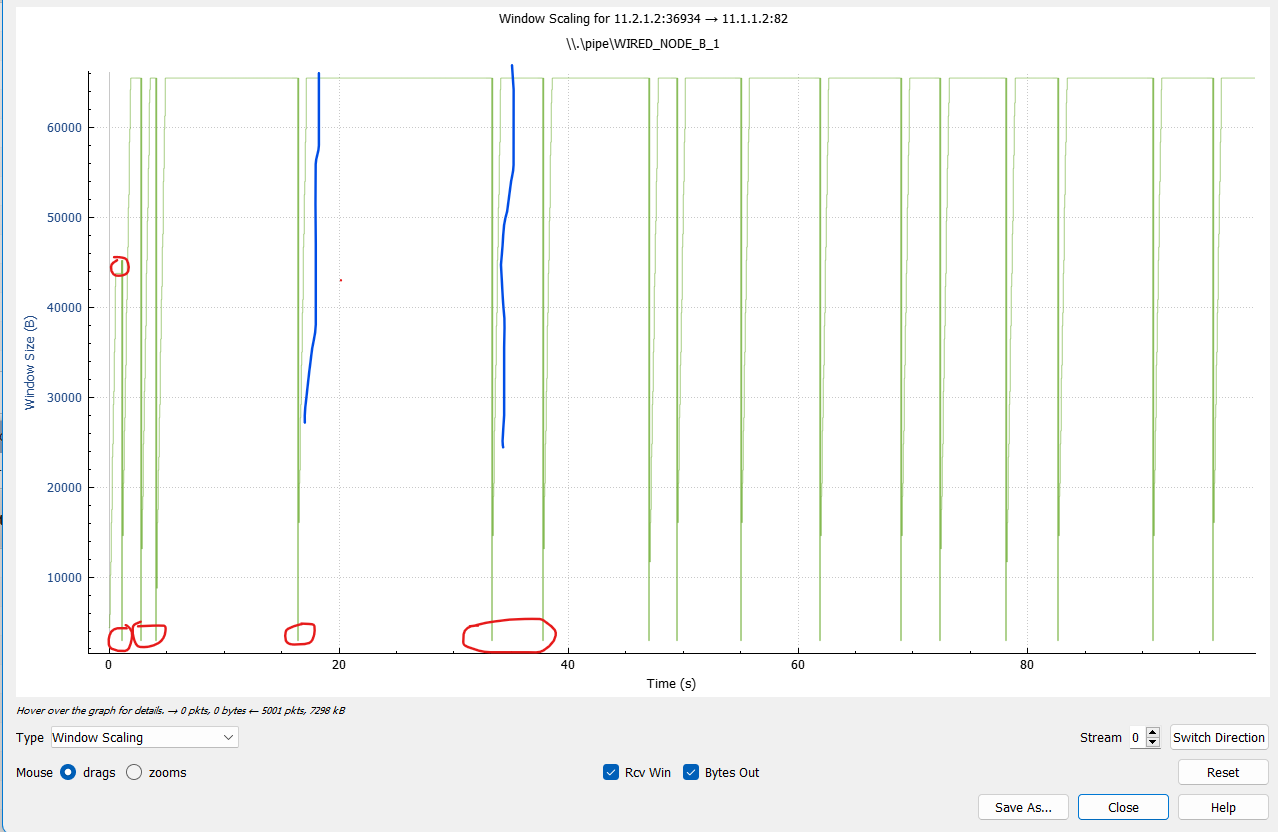 Window Scaling for 11.2.1.2:36934 → 11.1.1.2:82
\\.\pipe\WIRED_NODE_B_1
60000
50000
40000
30000
20000
10000
Window Size (B)
0 20 40 60 80
Time (s)
Hover over the graph for details. → 0 pkts, 0 bytes ← 5001 pkts, 7298 kB
Type Window Scaling Stream 0 Switch Direction
Mouse drags zooms Rcv Win Bytes Out Reset
Save As... Close Help